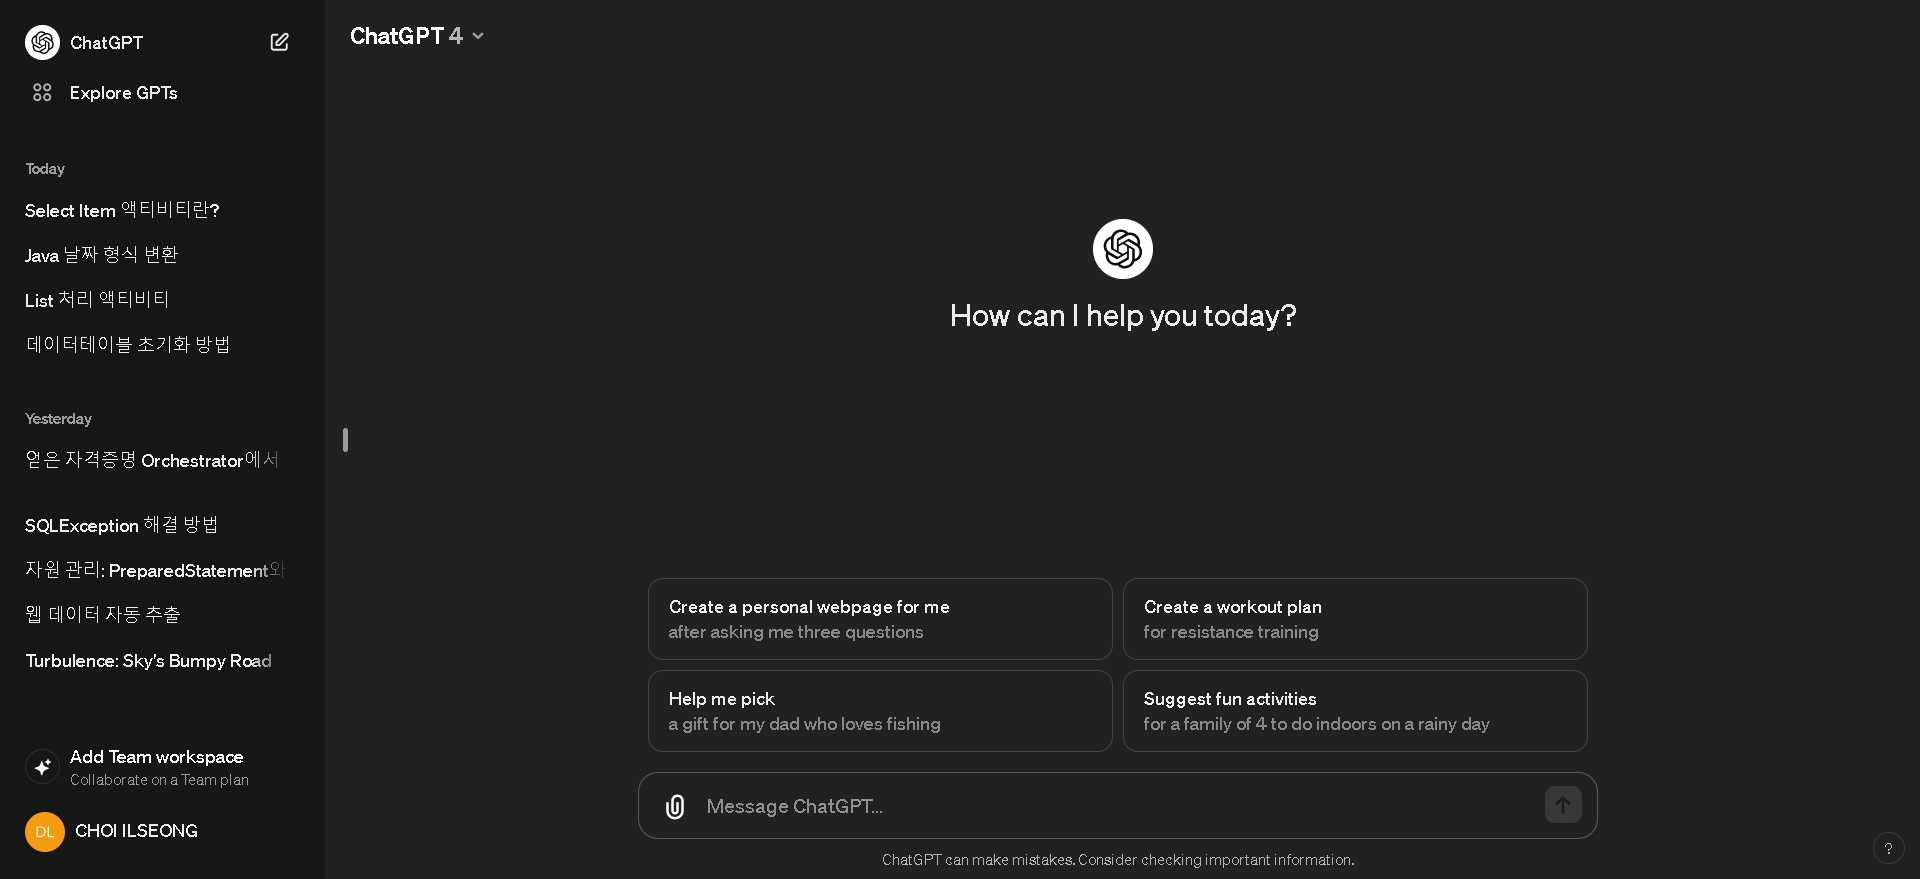 ChatGPT
Explore GPTs
Today
Select Item 액티비티란?
Java 날짜 형식 변환
List 처리 액티비티
데이터테이블 초기화 방법
Yesterday
얻은 자격증명 Orchestrator에서
SQLException 해결 방법
자원 관리: PreparedStatement와
웹 데이터 자동 추출
Turbulence: Sky's Bumpy Road
Add Team workspace
Collaborate on a Team plan
DL
CHOI ILSEONG
ChatGPT 4
How can I help you today?
Create a personal webpage for me
after asking me three questions
Create a workout plan
for resistance training
Help me pick
a gift for my dad who loves fishing
Suggest fun activities
for a family of 4 to do indoors on a rainy day
Message ChatGPT...
ChatGPT can make mistakes. Consider checking important information.
?